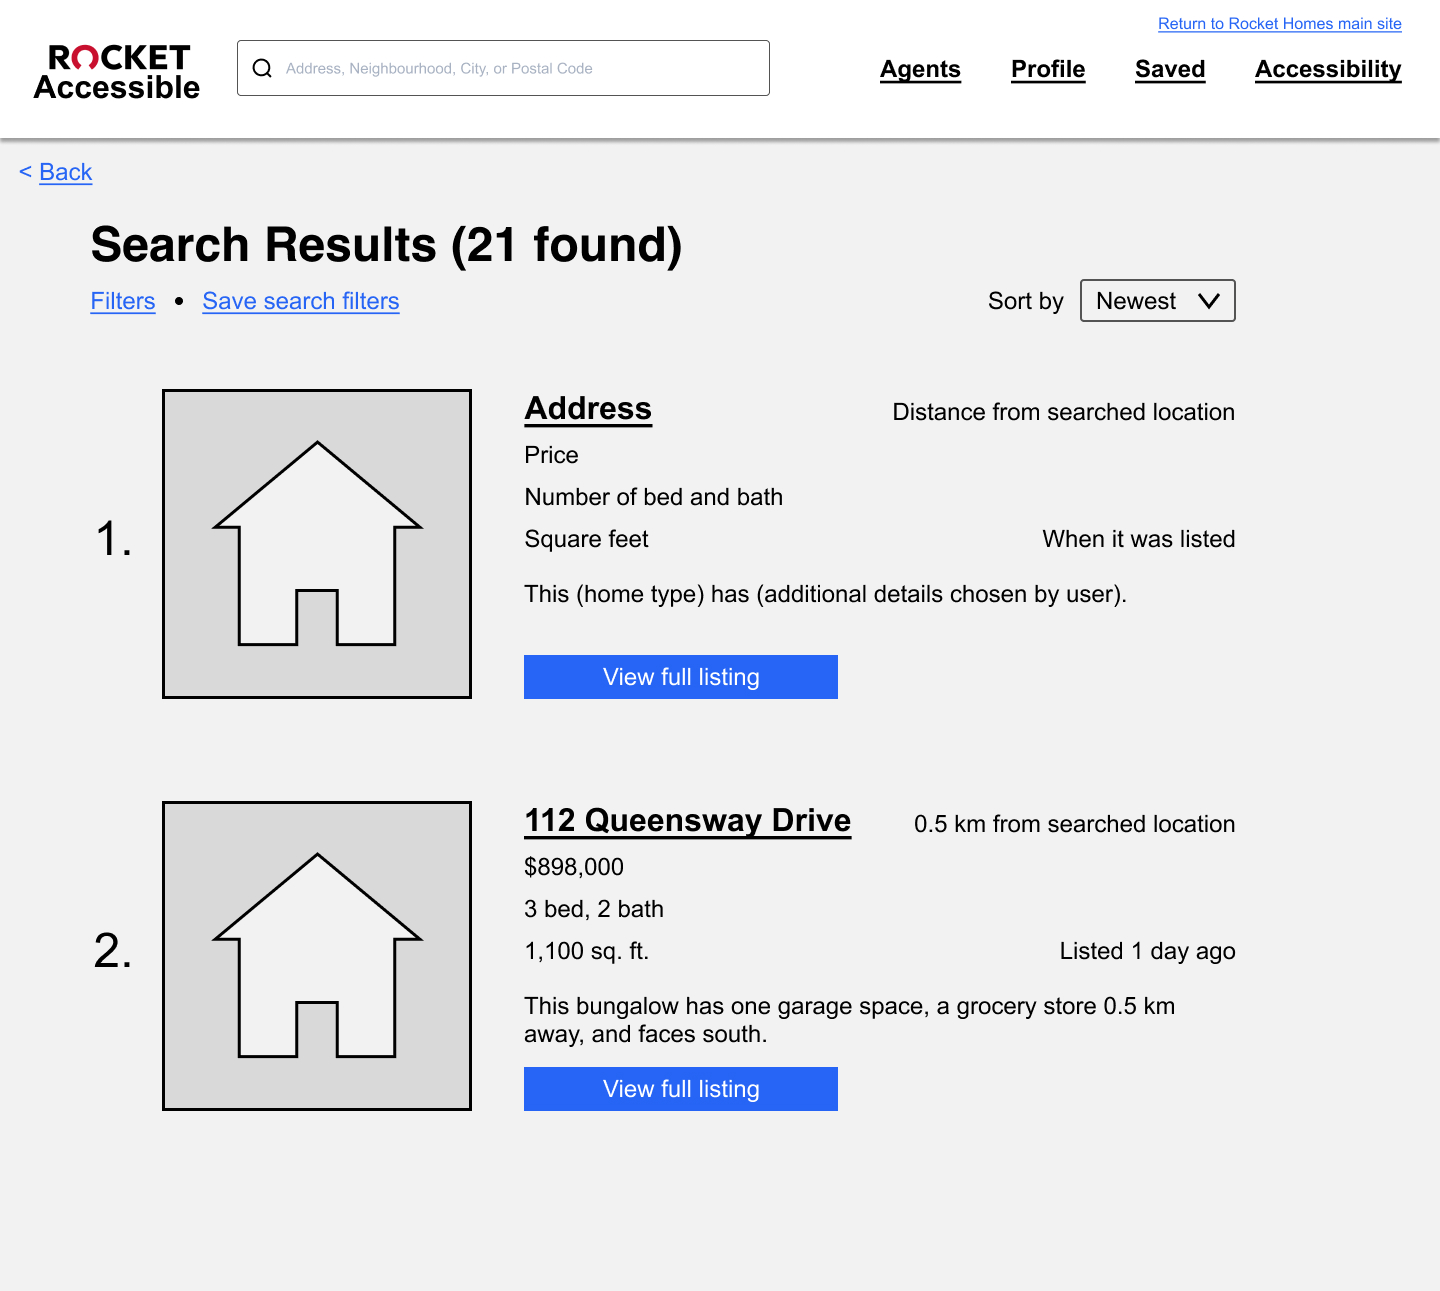 Return to Rocket Homes main site
ROCKET
Accessible
Address, Neighbourhood, City, or Postal Code
Agents
Profile
Saved
Accessibility
< Back
Search Results (21 found)
Filters • Save search filters
Sort by Newest
1.
Address
Distance from searched location
Price
Number of bed and bath
Square feet
When it was listed
This (home type) has (additional details chosen by user).
View full listing
2.
112 Queensway Drive
0.5 km from searched location
$898,000
3 bed, 2 bath
1,100 sq. ft.
Listed 1 day ago
This bungalow has one garage space, a grocery store 0.5 km
away, and faces south.
View full listing